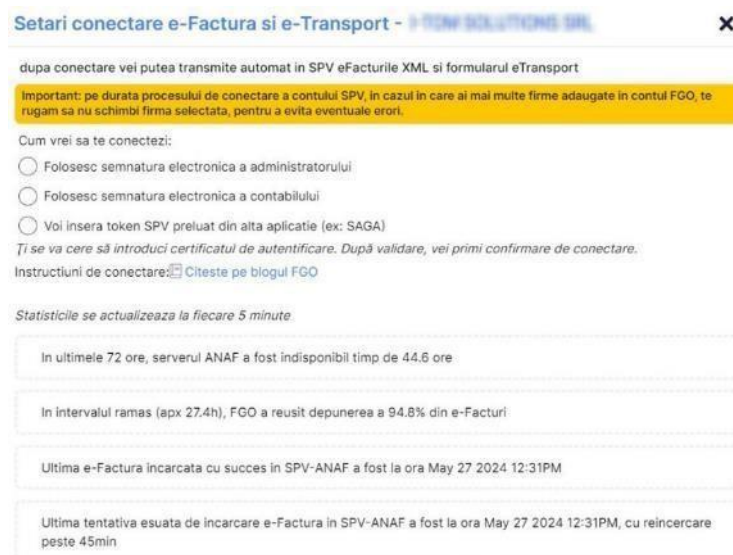 Setari conectare e-Factura si e-Transport -
dupa conectare vei putea transmite automat in SPV eFacturile XML si formularul eTransport
Important: pe durata procesului de conectare a contului SPV, in cazul in care ai mai multe firme adaugate in contul FGO, te
rugam sa nu schimbi firma selectata, pentru a evita eventuale erori.
Cum vrei sa te conectezi:
Folosesc semnatura electronica a administratorului
Folosesc semnatura electronica a contabilului
Voi insera token SPV preluat din alta aplicatie (ex: SAGA)
Ți se va cere să introduci certificatul de autentificare. După validare, vei primi confirmare de conectare.
Instructiuni de conectare: Citeste pe blogul FGO
Statisticile se actualizeaza la fiecare 5 minute
In ultimele 72 ore, serverul ANAF a fost indisponibil timp de 44.6 ore
In intervalul ramas (apx 27.4h), FGO a reusit depunerea a 94.8% din e-Facturi
Ultima e-Factura incarcata cu succes in SPV-ANAF a fost la ora May 27 2024 12:31PM
Ultima tentativa esuata de incarcare e-Factura in SPV-ANAF a fost la ora May 27 2024 12:31PM, cu reincercare
peste 45min